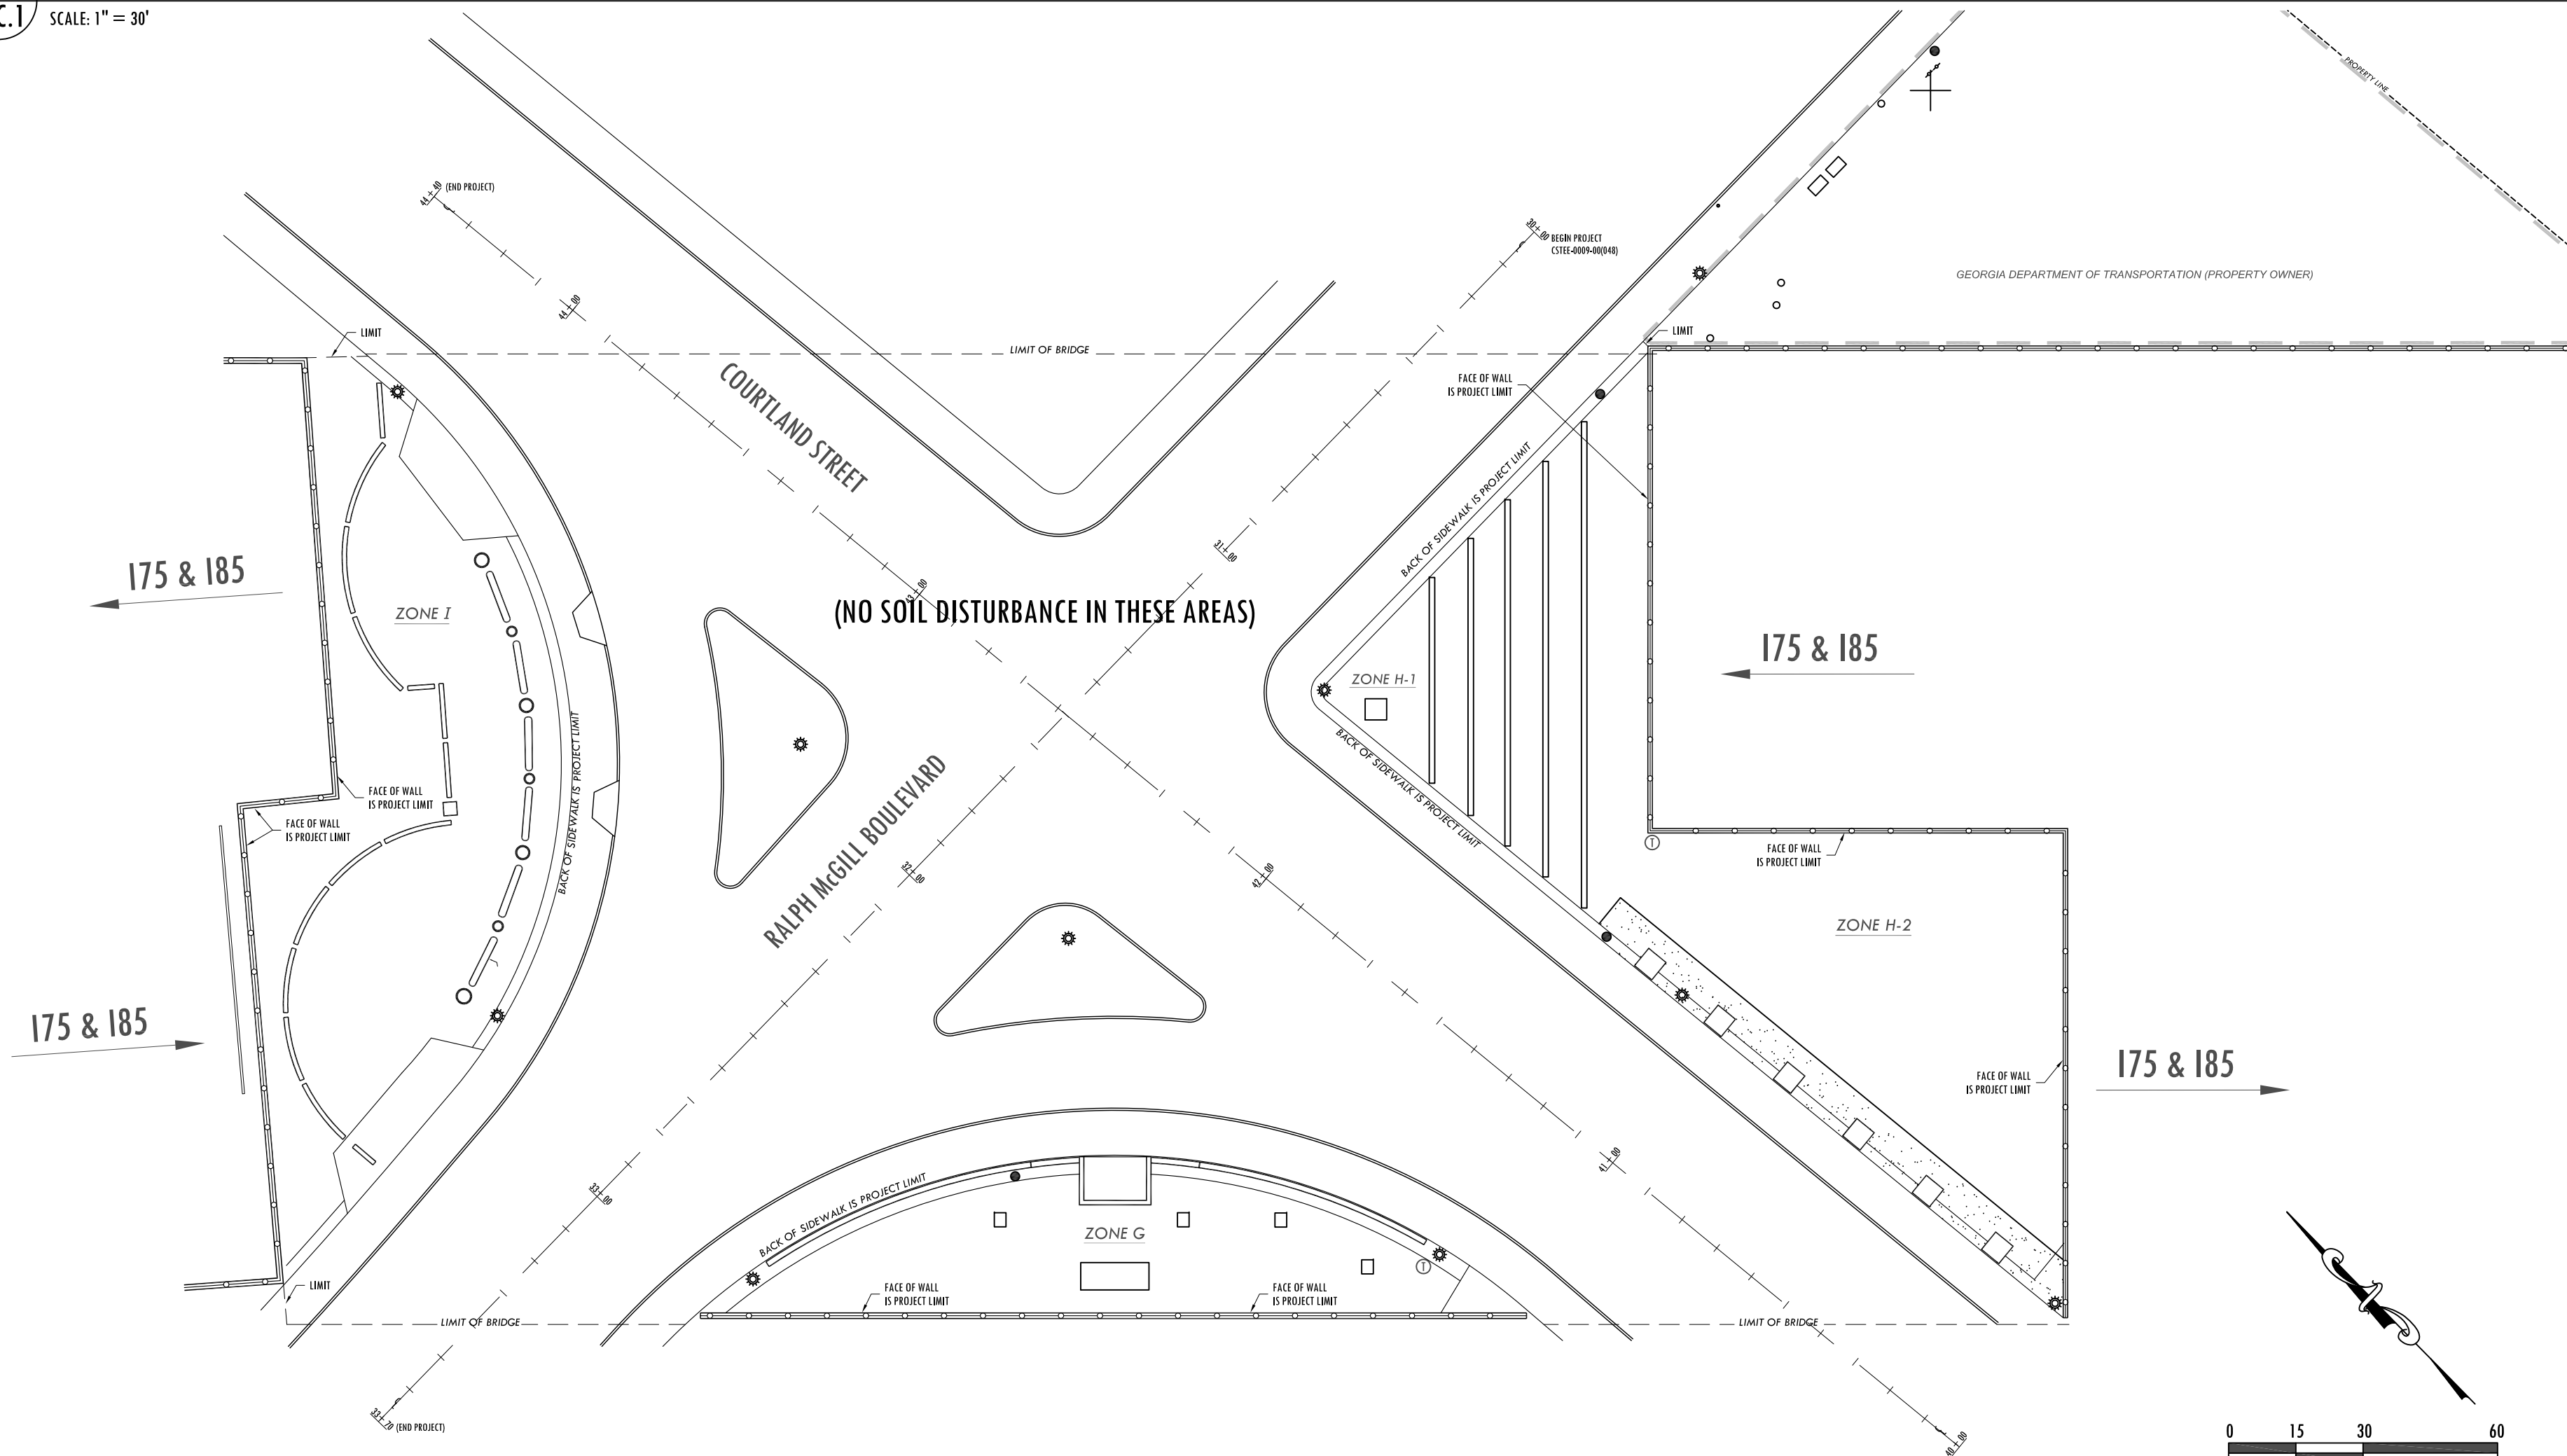 C.1
SCALE: 1" = 30'
PROPERTY LINE
44+40 (END PROJECT)
30+00 BEGIN PROJECT
CSTEE-0009-00(048)
GEORGIA DEPARTMENT OF TRANSPORTATION (PROPERTY OWNER)
44+00
LIMIT
LIMIT
LIMIT OF BRIDGE
COURTLAND STREET
FACE OF WALL
IS PROJECT LIMIT
BACK OF SIDEWALK IS PROJECT LIMIT
31+00
I75 & I85
43+00
ZONE I
(NO SOIL DISTURBANCE IN THESE AREAS)
I75 & I85
ZONE H-1
BACK OF SIDEWALK IS PROJECT LIMIT
BACK OF SIDEWALK IS PROJECT LIMIT
FACE OF WALL
IS PROJECT LIMIT
FACE OF WALL
IS PROJECT LIMIT
RALPH McGILL BOULEVARD
32+00
42+00
T
FACE OF WALL
IS PROJECT LIMIT
ZONE H-2
I75 & I85
I75 & I85
FACE OF WALL
IS PROJECT LIMIT
41+00
33+00
BACK OF SIDEWALK IS PROJECT LIMIT
ZONE G
T
LIMIT
FACE OF WALL
IS PROJECT LIMIT
FACE OF WALL
IS PROJECT LIMIT
LIMIT OF BRIDGE
LIMIT OF BRIDGE
33+70 (END PROJECT)
40+00
0 15 30 60